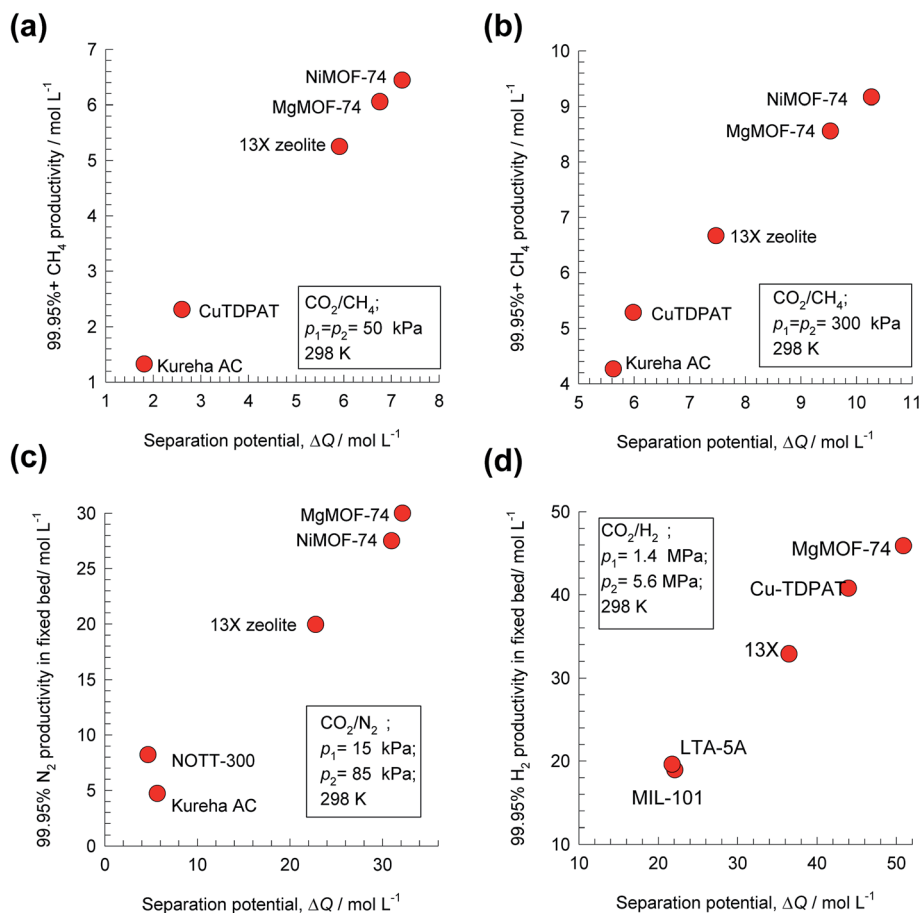 (a)
7
6
5
4
3
2
1
99.95%+ CH₄ productivity / mol L⁻¹
NiMOF-74
MgMOF-74
13X zeolite
CuTDPAT
Kureha AC
CO₂/CH₄;
p₁=p₂= 50 kPa
298 K
1 2 3 4 5 6 7 8
Separation potential, ΔQ / mol L⁻¹
(b)
10
9
8
7
6
5
4
99.95%+ CH₄ productivity / mol L⁻¹
NiMOF-74
MgMOF-74
13X zeolite
CuTDPAT
Kureha AC
CO₂/CH₄;
p₁=p₂= 300 kPa
298 K
5 6 7 8 9 10 11
Separation potential, ΔQ / mol L⁻¹
(c)
30
25
20
15
10
5
0
99.95% N₂ productivity in fixed bed/ mol L⁻¹
MgMOF-74
NiMOF-74
13X zeolite
NOTT-300
Kureha AC
CO₂/N₂ ;
p₁= 15 kPa;
p₂= 85 kPa;
298 K
0 10 20 30
Separation potential, ΔQ / mol L⁻¹
(d)
50
40
30
20
10
99.95% H₂ productivity in fixed bed/ mol L⁻¹
CO₂/H₂ ;
p₁= 1.4 MPa;
p₂= 5.6 MPa;
298 K
MgMOF-74
Cu-TDPAT
13X
LTA-5A
MIL-101
10 20 30 40 50
Separation potential, ΔQ / mol L⁻¹